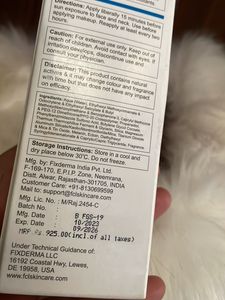 Directions: Apply liberally 15 minutes before
sun exposure to face and neck. Use before
applying makeup. Reapply at least every two
hours.
Caution: For external use only. Keep out of
reach of children. Avoid contact with eyes. If
irritation develops, discontinue use and
consult your physician.
Disclaimer: This product contains natural
actives & it may change colour and fragrance
with time but this does not have any impact
on efficacy.
Storage Instructions: Store in a cool and
dry place below 30°C. Do not freeze.
Mfg. by: Fixderma India Pvt. Ltd.
P-169-170, E.P.I.P. Zone, Neemrana,
Distt. Alwar, Rajasthan-301705, INDIA
Customer Care: +91-8130699599
Mail to: support@fclskincare.com
Mfg. Lic. No. : M/Raj 2454-C
Batch No. B FGS-19
Mfg. Date : 10/2023
Exp. Date 09/2026
MRP ₹ : 925.00(incl.of all taxes)
Under Technical Guidance of:
FIXDERMA LLC
16192 Coastal Hwy, Lewes,
DE 19958, USA
www.fclskincare.com